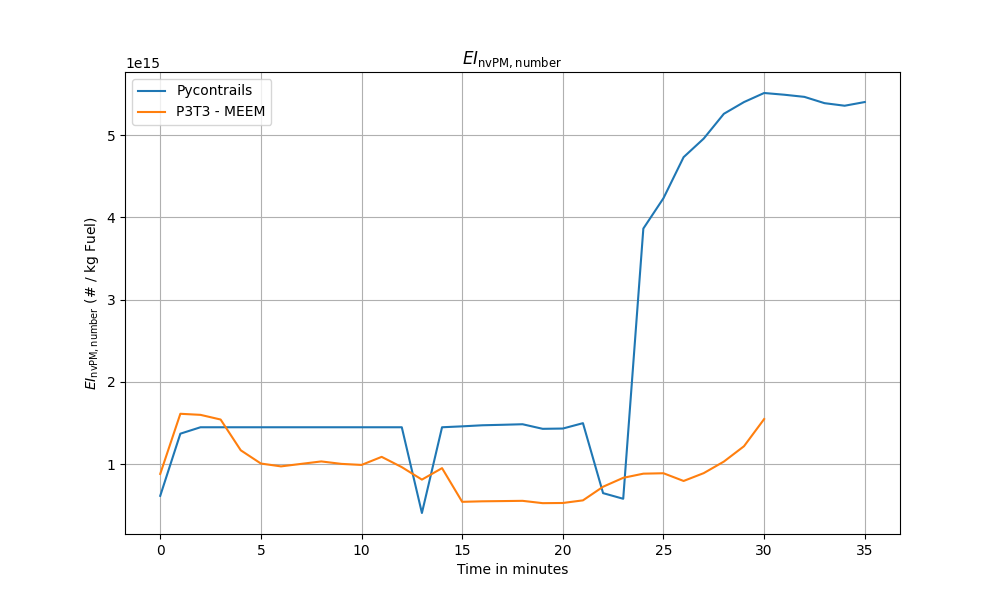 EI_nvPM, number
1e15
Pycontrails
P3T3 - MEEM
5
4
3
2
1
EI_nvPM, number (# / kg Fuel)
0 5 10 15 20 25 30 35
Time in minutes